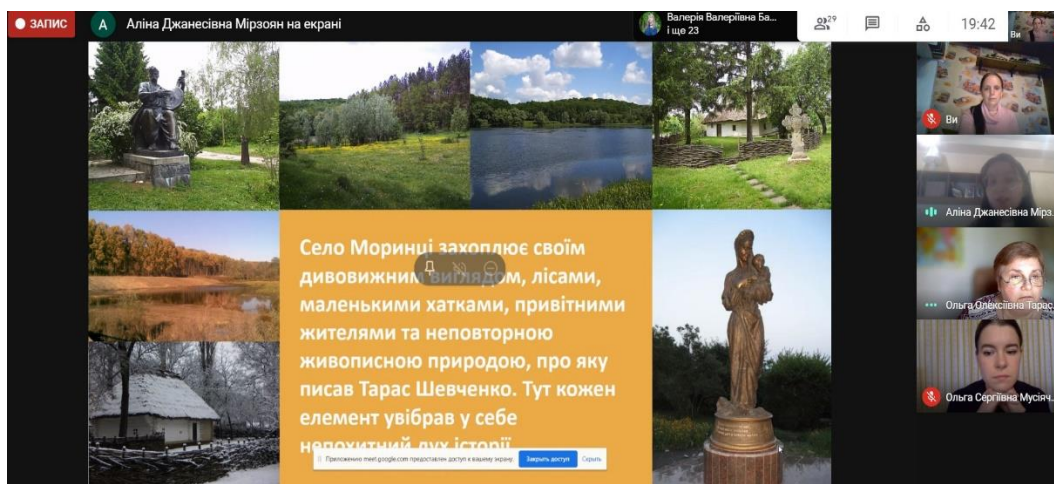 ЗАПИС
А
Аліна Джанесівна Мірзоян на екрані
Валерія Валеріївна Ба...
і ще 23
29
19:42
Ви
Ви
Аліна Джанесівна Мірз...
Ольга Олексіївна Тарас...
Ольга Сергіївна Мусіяч...
Село Моринці захоплює своїм
дивовижним виглядом, лісами,
маленькими хатками, привітними
жителями та неповторною
живописною природою, про яку
писав Тарас Шевченко. Тут кожен
елемент увібрав у себе
непохитний дух історії
Приложению meet.google.com предоставлен доступ к вашему экрану.
Закрыть доступ
Скрыть